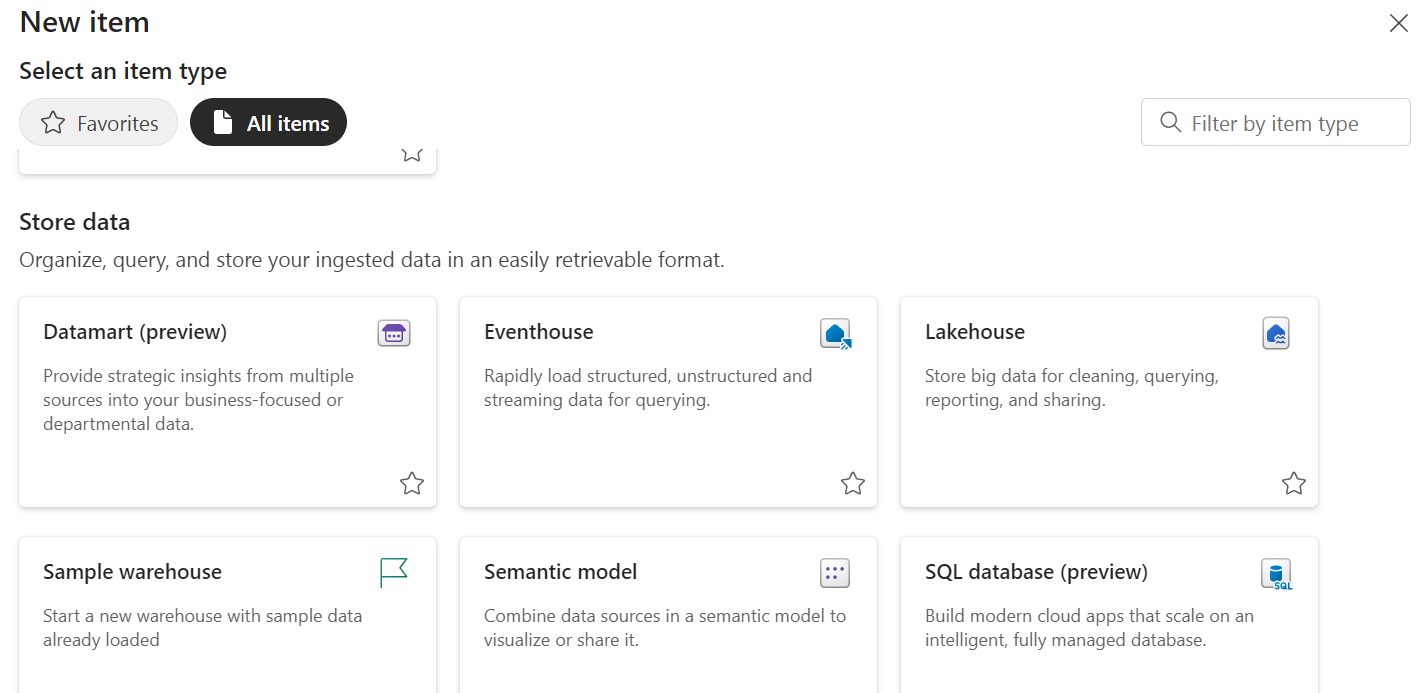 New item
Select an item type
Favorites
All items
Filter by item type
Store data
Organize, query, and store your ingested data in an easily retrievable format.
Datamart (preview)
Provide strategic insights from multiple
sources into your business-focused or
departmental data.
Eventhouse
Rapidly load structured, unstructured and
streaming data for querying.
Lakehouse
Store big data for cleaning, querying,
reporting, and sharing.
Sample warehouse
Start a new warehouse with sample data
already loaded
Semantic model
Combine data sources in a semantic model to
visualize or share it.
SQL database (preview)
SQL
Build modern cloud apps that scale on an
intelligent, fully managed database.